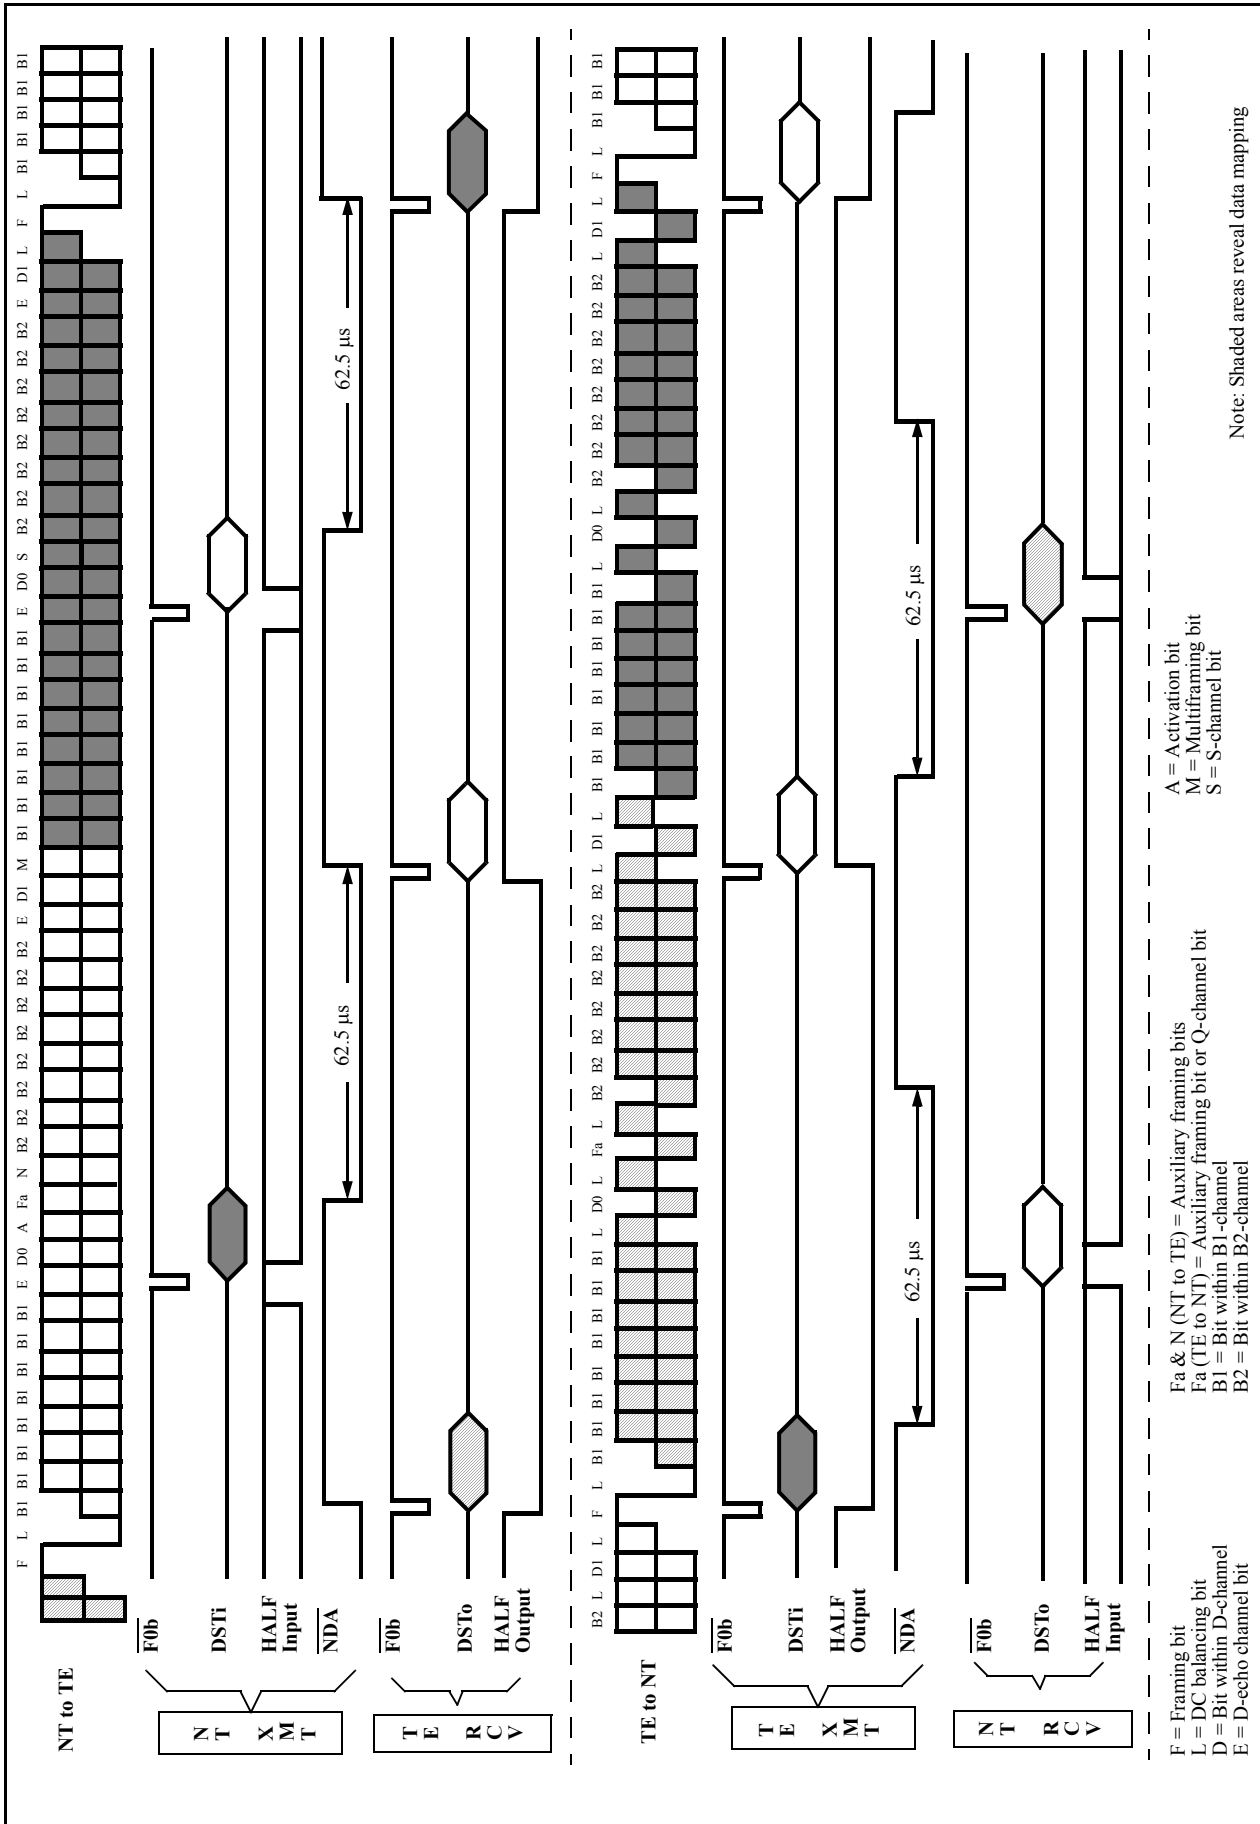 F L B1 B1 B1 B1 B1 B1 B1 B1 E D0 A Fa N B2 B2 B2 B2 B2 B2 B2 B2 E D1 M B1 B1 B1 B1 B1 B1 B1 B1 E D0 S B2 B2 B2 B2 B2 B2 B2 B2 E D1 L F L B1 B1 B1 B1 B1
NT to TE
NT XMT
F0b
DSTi
HALF
Input
NDA
62.5 µs
62.5 µs
TE RCV
F0b
DSTo
HALF
Output
B2 L D1 L F L B1 B1 B1 B1 B1 B1 B1 B1 L D0 L Fa L B2 B2 B2 B2 B2 B2 B2 B2 L D1 L B1 B1 B1 B1 B1 B1 B1 B1 L D0 L B2 B2 B2 B2 B2 B2 B2 B2 L D1 L F L B1 B1 B1
TE to NT
TE XMT
F0b
DSTi
HALF
Output
NDA
62.5 µs
62.5 µs
NT RCV
F0b
DSTo
HALF
Input
F = Framing bit
L = DC balancing bit
D = Bit within D-channel
E = D-echo channel bit
Fa & N (NT to TE) = Auxiliary framing bits
Fa (TE to NT) = Auxiliary framing bit or Q-channel bit
B1 = Bit within B1-channel
B2 = Bit within B2-channel
A = Activation bit
M = Multiframing bit
S = S-channel bit
Note: Shaded areas reveal data mapping